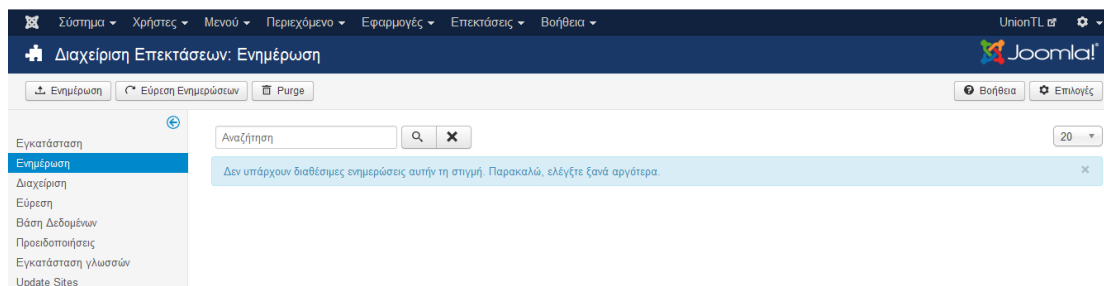 Σύστημα Χρήστες Μενού Περιεχόμενο Εφαρμογές Επεκτάσεις Βοήθεια UnionTL
Διαχείριση Επεκτάσεων: Ενημέρωση Joomla!
Ενημέρωση Εύρεση Ενημερώσεων Purge Βοήθεια Επιλογές
Αναζήτηση 20
Εγκατάσταση
Ενημέρωση
Δεν υπάρχουν διαθέσιμες ενημερώσεις αυτήν τη στιγμή. Παρακαλώ, ελέγξτε ξανά αργότερα.
Διαχείριση
Εύρεση
Βάση Δεδομένων
Προειδοποιήσεις
Εγκατάσταση γλωσσών
Update Sites